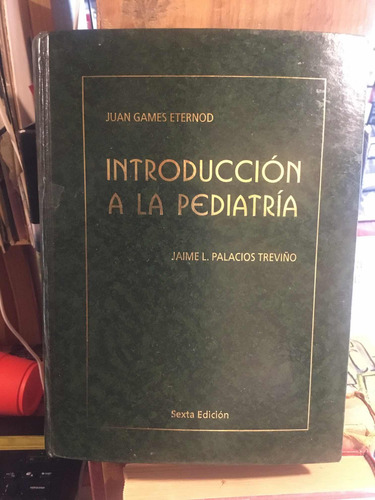 JUAN GAMES ETERNOD
INTRODUCCIÓN
A LA PEDIATRÍA
JAIME L. PALACIOS TREVIÑO
Sexta Edición